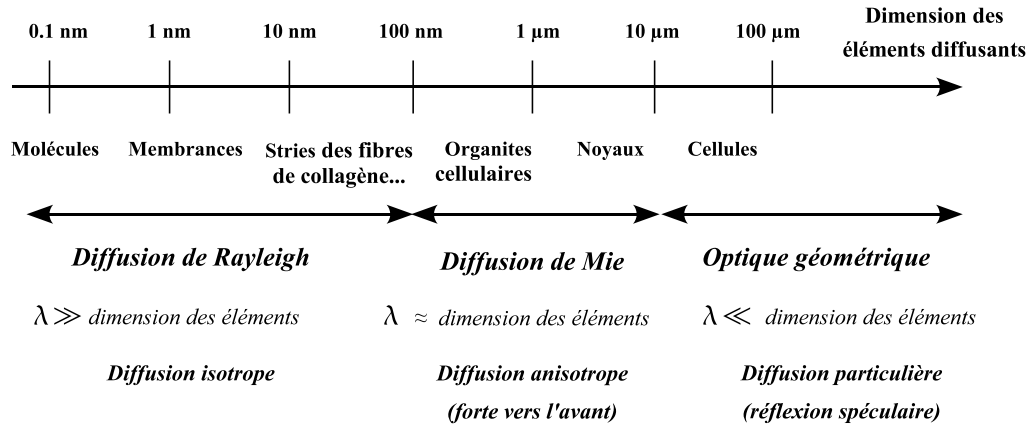 Dimension des
éléments diffusants
0.1 nm 1 nm 10 nm 100 nm 1 µm 10 µm 100 µm
Molécules Membrances Stries des fibres Organites Noyaux Cellules
de collagène... cellulaires
Diffusion de Rayleigh Diffusion de Mie Optique géométrique
λ≫ dimension des éléments λ ≈ dimension des éléments λ≪ dimension des éléments
Diffusion isotrope Diffusion anisotrope Diffusion particulière
(forte vers l'avant) (réflexion spéculaire)